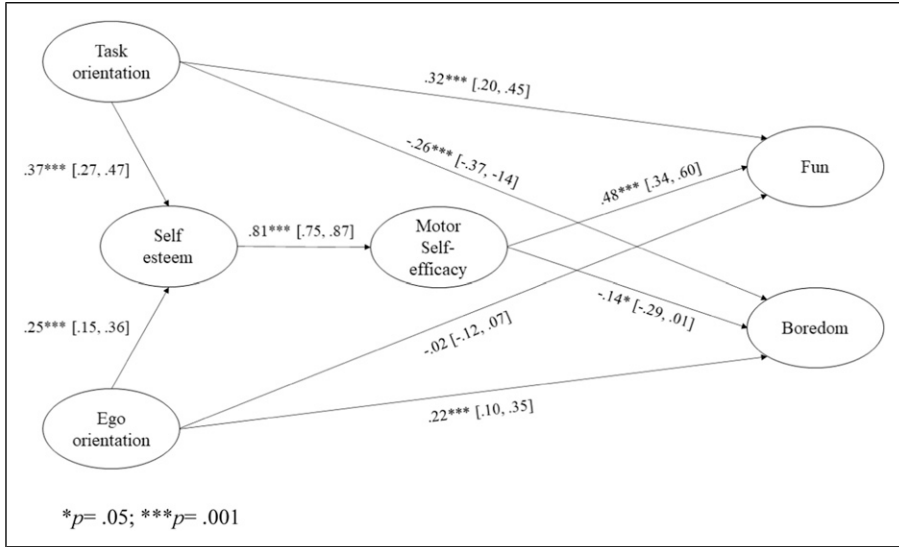 Task
orientation
.32*** [.20, .45]
-.26*** [-.37, -14]
Fun
.37*** [.27, .47]
.48*** [.34, .60]
Self
esteem
.81*** [.75, .87]
Motor
Self-
efficacy
-.14* [-.29, .01]
Boredom
.25*** [.15, .36]
-.02 [-.12, .07]
Ego
orientation
.22*** [.10, .35]
*p= .05; ***p= .001